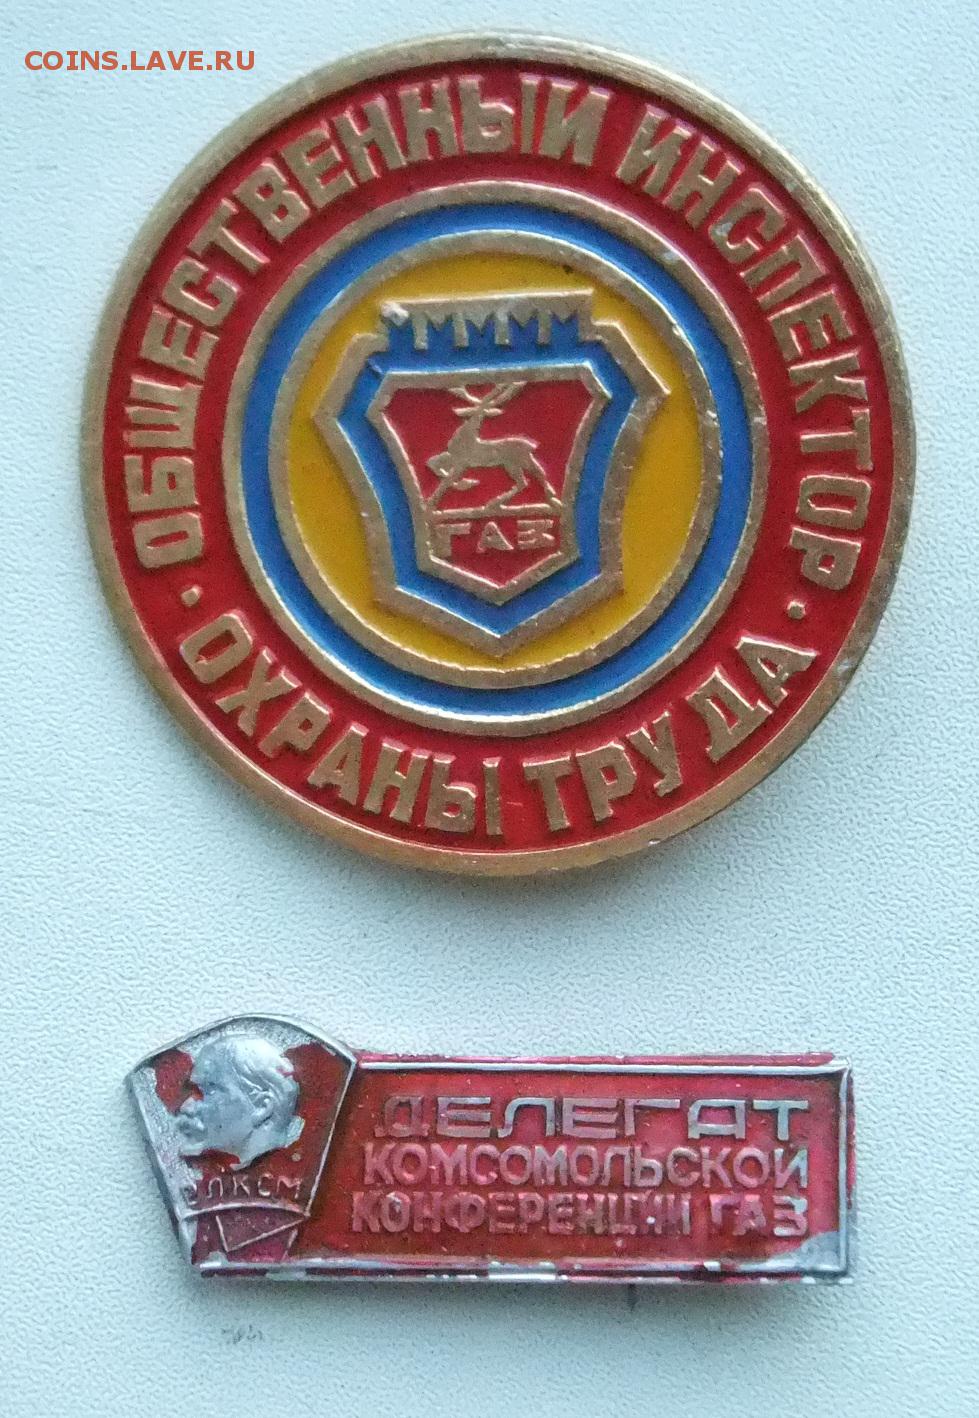 COINS.LAVE.RU
ОБЩЕСТВЕННЫЙ ИНСПЕКТОР
· ОХРАНЫ ТРУДА ·
ГАЗ
ВЛКСМ
ДЕЛЕГАТ
КОМСОМОЛЬСКОЙ
КОНФЕРЕНЦИИ ГАЗ